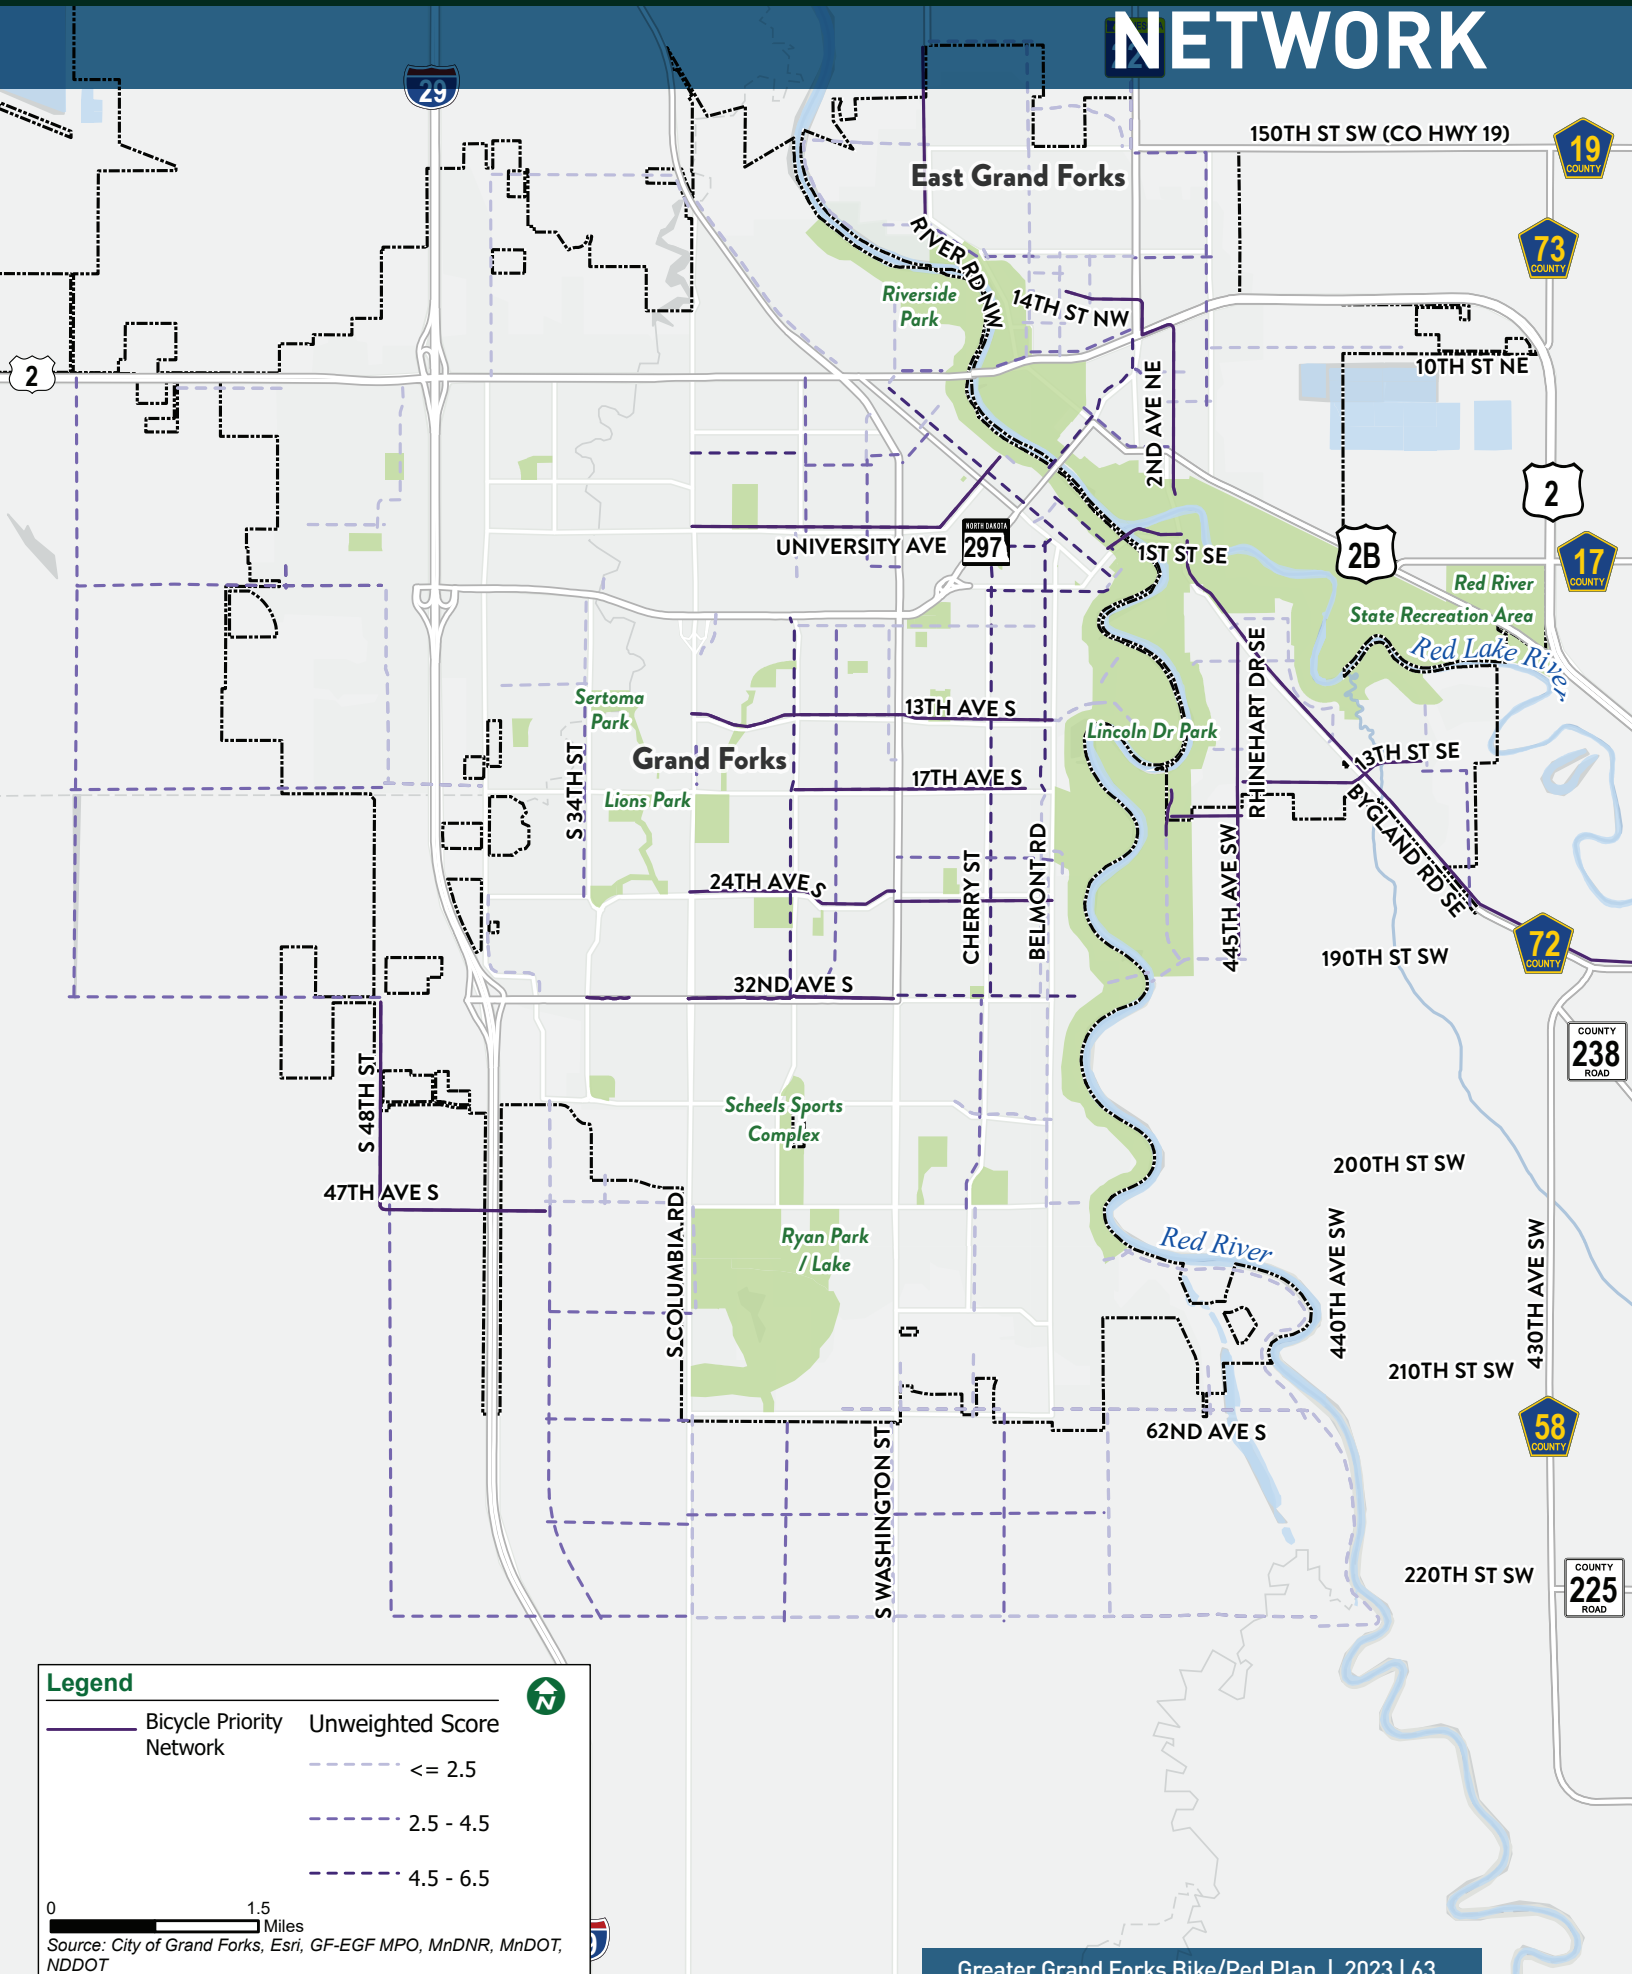 NETWORK
29
22
150TH ST SW (CO HWY 19)
19
COUNTY
East Grand Forks
RIVER RD NW
73
COUNTY
Riverside
Park
14TH ST NW
2
10TH ST NE
2ND AVE NE
2
UNIVERSITY AVE
NORTH DAKOTA
297
1ST ST SE
2B
17
COUNTY
Red River
State Recreation Area
Red Lake River
RHINEHART DR SE
Sertoma
Park
13TH AVE S
Lincoln Dr Park
Grand Forks
S 34TH ST
17TH AVE S
13TH ST SE
Lions Park
BYGLAND RD SE
BELMONT RD
445TH AVE SW
CHERRY ST
24TH AVE S
72
COUNTY
190TH ST SW
32ND AVE S
COUNTY
238
ROAD
S 48TH ST
Scheels Sports
Complex
200TH ST SW
47TH AVE S
S COLUMBIA RD
Ryan Park
/ Lake
Red River
440TH AVE SW
430TH AVE SW
210TH ST SW
58
COUNTY
62ND AVE S
S WASHINGTON ST
220TH ST SW
COUNTY
225
ROAD
Legend
N
Bicycle Priority
Network
Unweighted Score
<= 2.5
2.5 - 4.5
4.5 - 6.5
0 1.5
Miles
Source: City of Grand Forks, Esri, GF-EGF MPO, MnDNR, MnDOT,
NDDOT
Greater Grand Forks Bike/Ped Plan | 2023 | 63